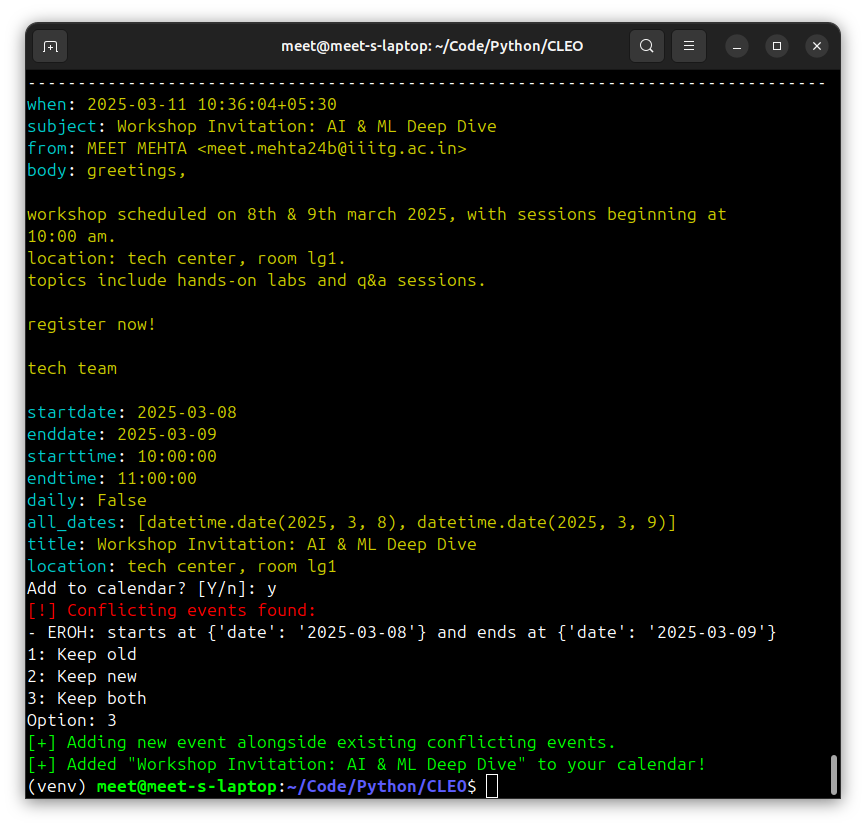 meet@meet-s-laptop: ~/Code/Python/CLEO
--------------------------------------------------------------------------------
when: 2025-03-11 10:36:04+05:30
subject: Workshop Invitation: AI & ML Deep Dive
from: MEET MEHTA <meet.mehta24b@iiitg.ac.in>
body: greetings,
workshop scheduled on 8th & 9th march 2025, with sessions beginning at
10:00 am.
location: tech center, room lg1.
topics include hands-on labs and q&a sessions.
register now!
tech team
startdate: 2025-03-08
enddate: 2025-03-09
starttime: 10:00:00
endtime: 11:00:00
daily: False
all_dates: [datetime.date(2025, 3, 8), datetime.date(2025, 3, 9)]
title: Workshop Invitation: AI & ML Deep Dive
location: tech center, room lg1
Add to calendar? [Y/n]: y
[!] Conflicting events found:
- EROH: starts at {'date': '2025-03-08'} and ends at {'date': '2025-03-09'}
1: Keep old
2: Keep new
3: Keep both
Option: 3
[+] Adding new event alongside existing conflicting events.
[+] Added "Workshop Invitation: AI & ML Deep Dive" to your calendar!
(venv) meet@meet-s-laptop:~/Code/Python/CLEO$